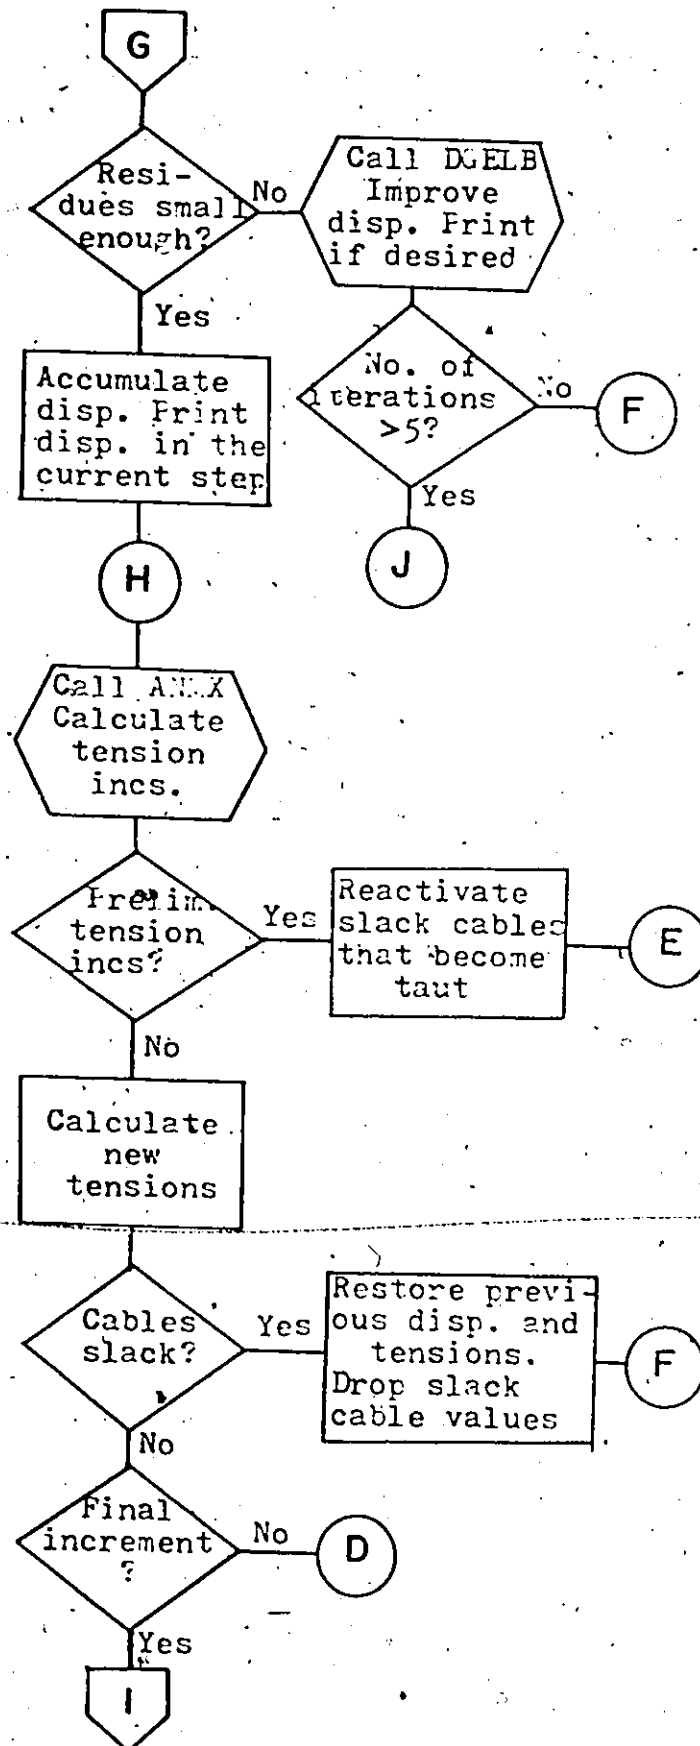 G
Resi-
dues small
enough?
No
Call DGELB
Improve
disp. Print
if desired
Yes
No. of
iterations
>5?
No
F
Yes
J
Accumulate
disp. Print
disp. in the
current step
H
Call
Calculate
tension
incs.
Prelim.
tension
incs?
Yes
Reactivate
slack cables
that become
taut
E
No
Calculate
new
tensions
Cables
slack?
Yes
Restore previ-
ous disp. and
tensions.
Drop slack
cable values
F
No
Final
increment
?
No
D
Yes
I